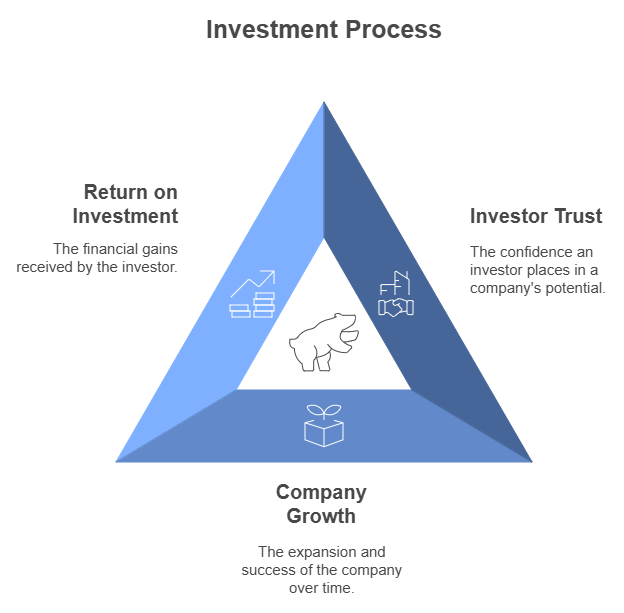 Investment Process
Return on
Investment
The financial gains
received by the investor.
Investor Trust
The confidence an
investor places in a
company's potential.
Company
Growth
The expansion and
success of the company
over time.